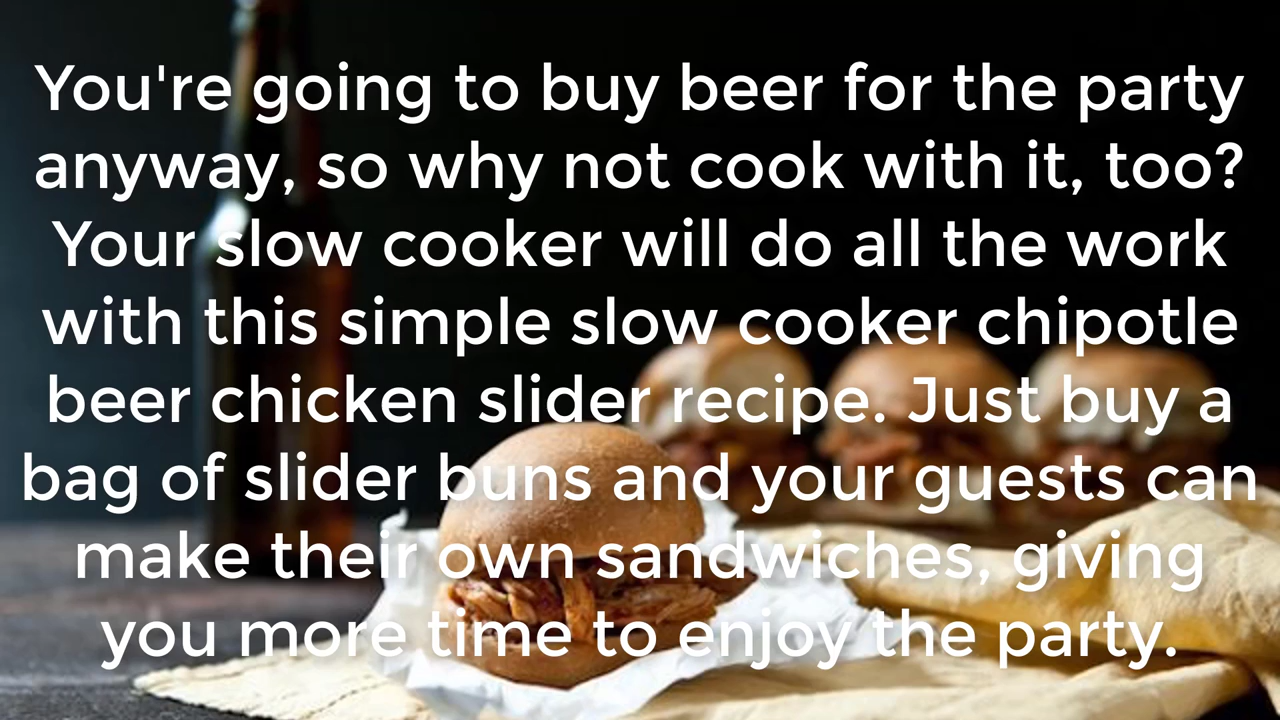 You're going to buy beer for the party
anyway, so why not cook with it, too?
Your slow cooker will do all the work
with this simple slow cooker chipotle
beer chicken slider recipe. Just buy a
bag of slider buns and your guests can
make their own sandwiches, giving
you more time to enjoy the party.